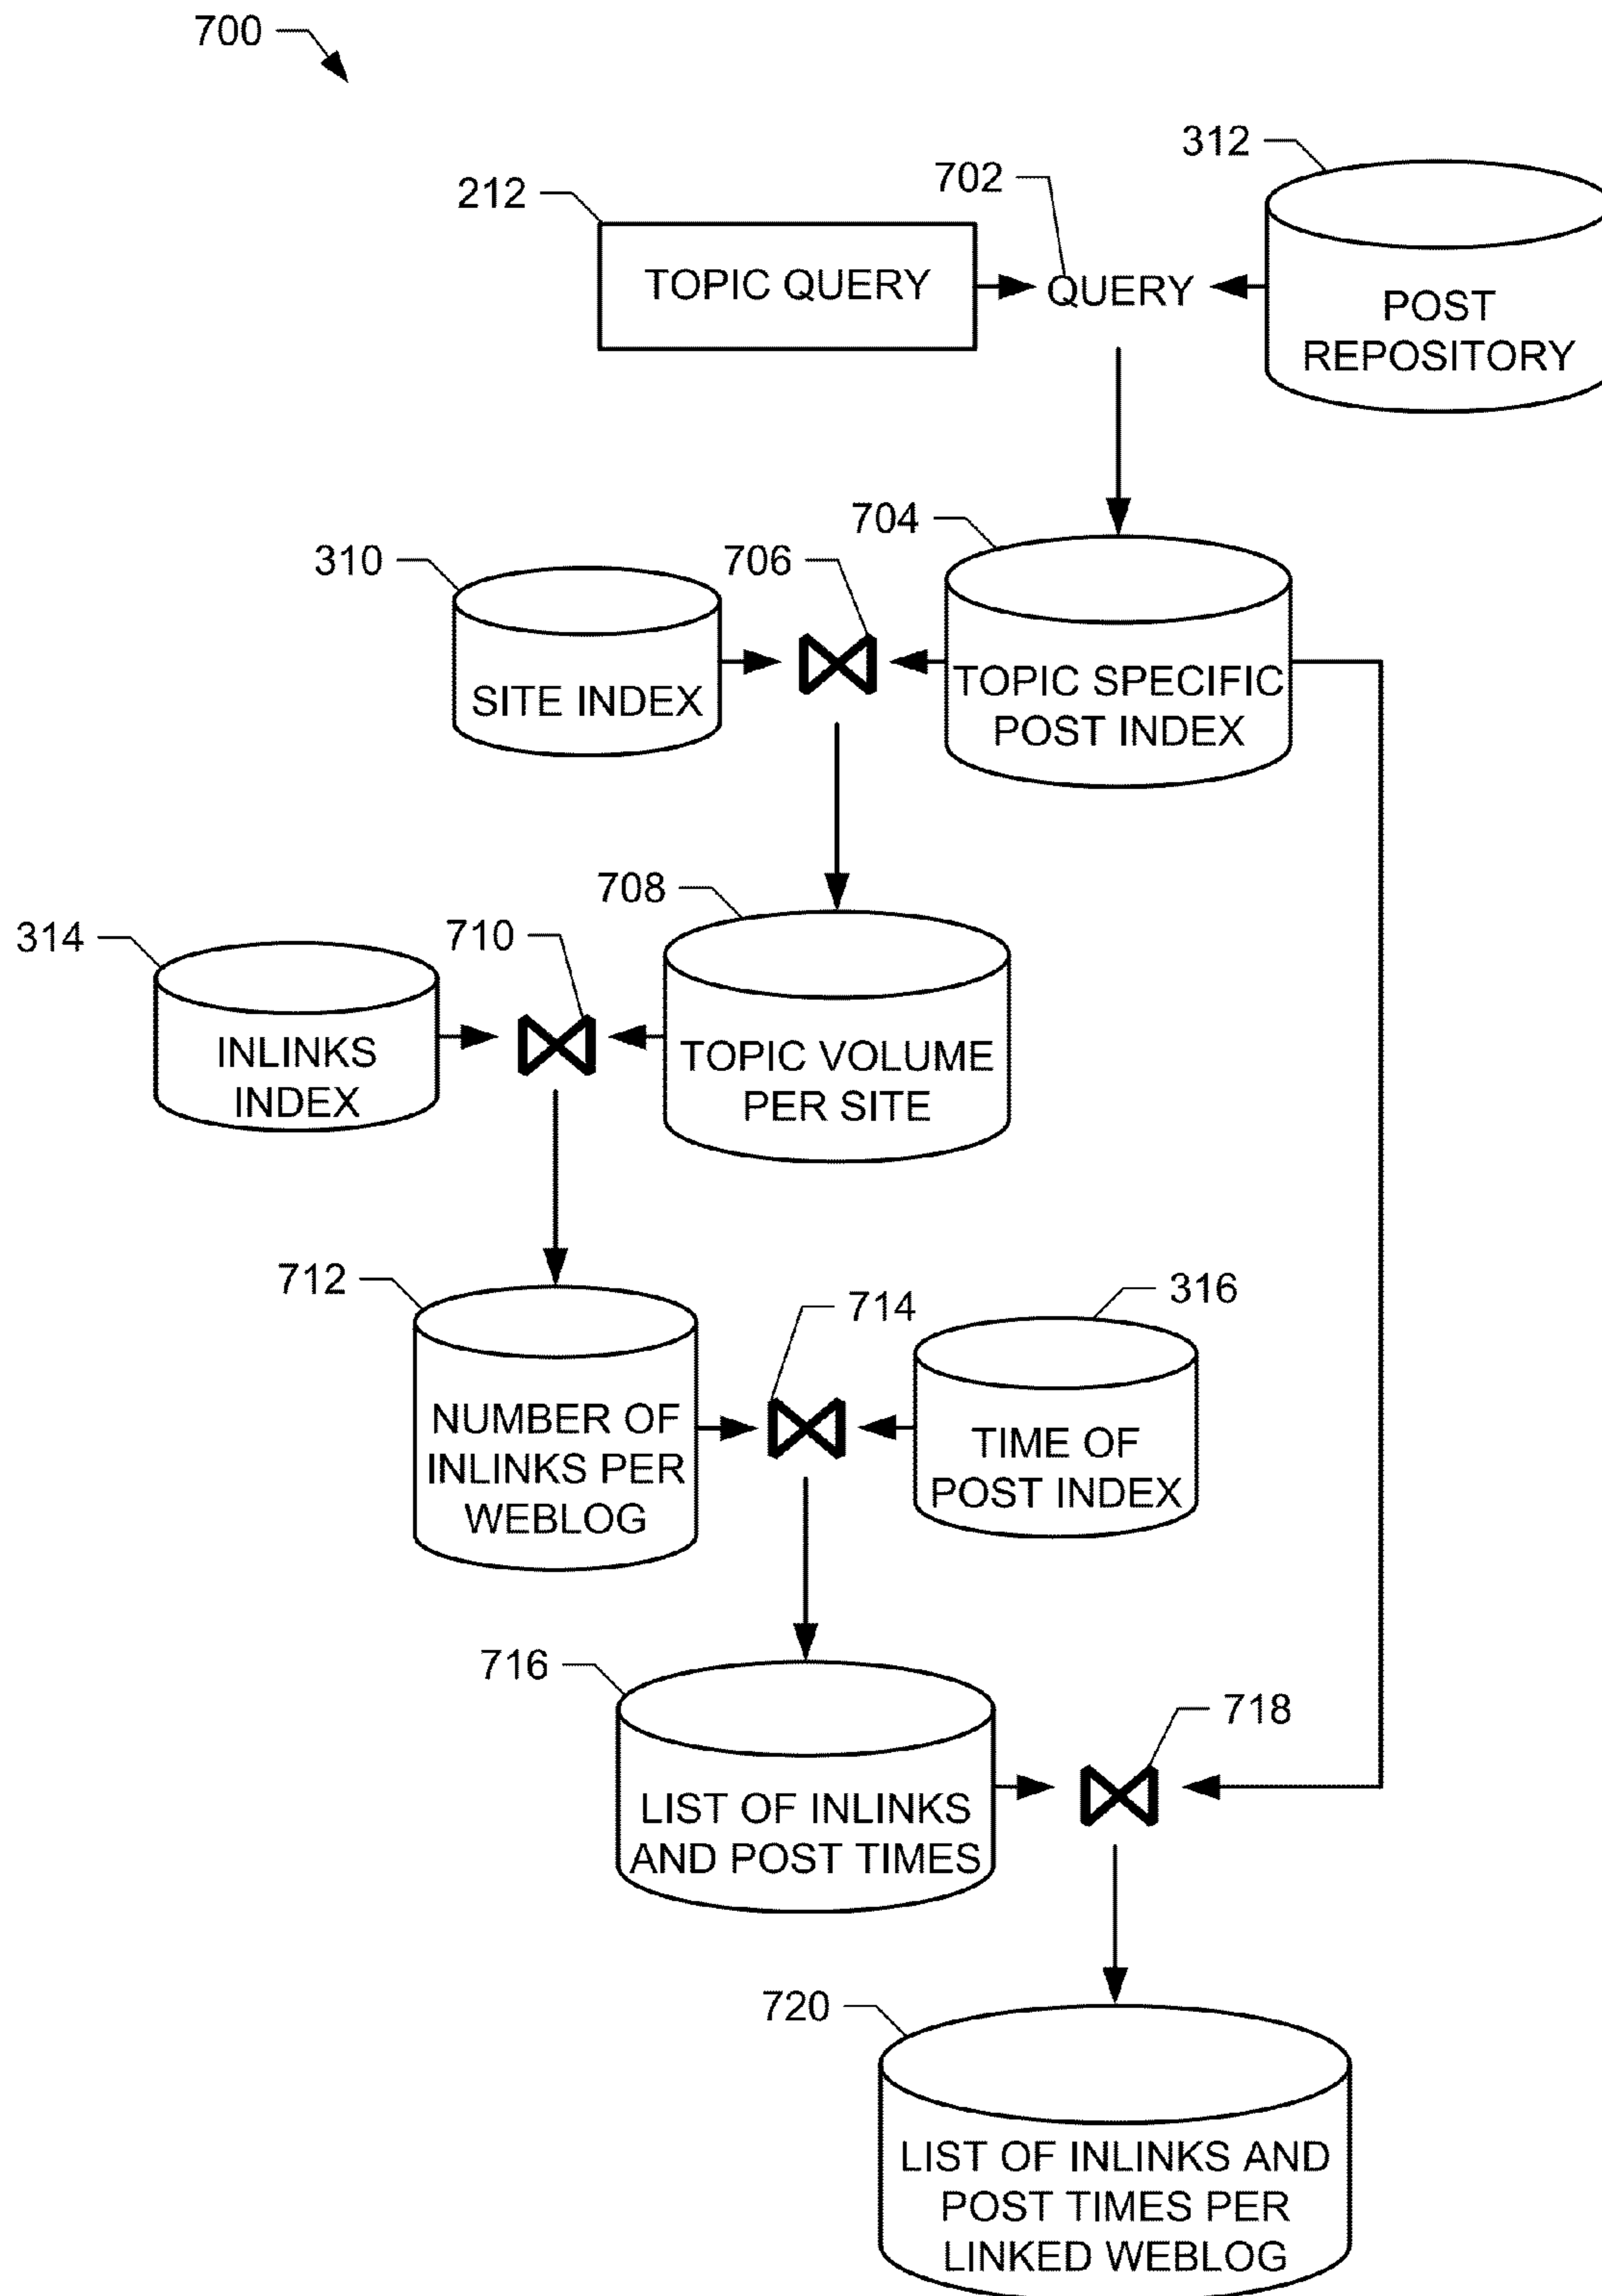 700
312
702
212
TOPIC QUERY
QUERY
POST
REPOSITORY
704
706
310
SITE INDEX
TOPIC SPECIFIC
POST INDEX
708
710
314
INLINKS
INDEX
TOPIC VOLUME
PER SITE
712
714
316
NUMBER OF
INLINKS PER
WEBLOG
TIME OF
POST INDEX
716
718
LIST OF INLINKS
AND POST TIMES
720
LIST OF INLINKS AND
POST TIMES PER
LINKED WEBLOG